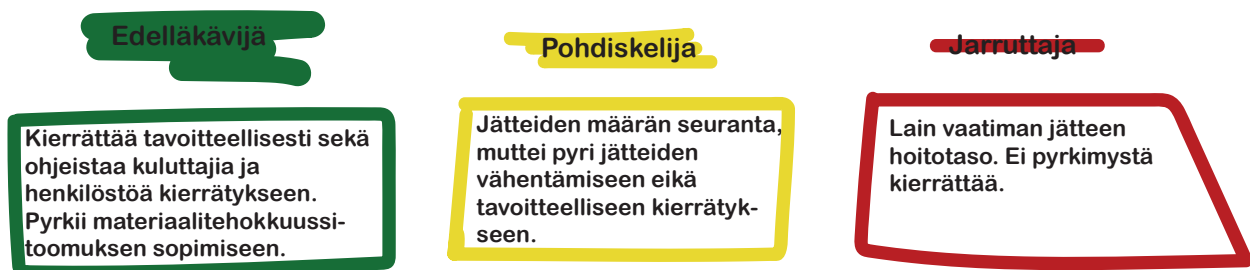 Edelläkävijä
Kierrättää tavoitteellisesti sekä
ohjeistaa kuluttajia ja
henkilöstöä kierrätykseen.
Pyrkii materiaalitehokkuussi-
toomuksen sopimiseen.
Pohdiskelija
Jätteiden määrän seuranta,
muttei pyri jätteiden
vähentämiseen eikä
tavoitteelliseen kierrätyk-
seen.
Jarruttaja
Lain vaatiman jätteen
hoitotaso. Ei pyrkimystä
kierrättää.